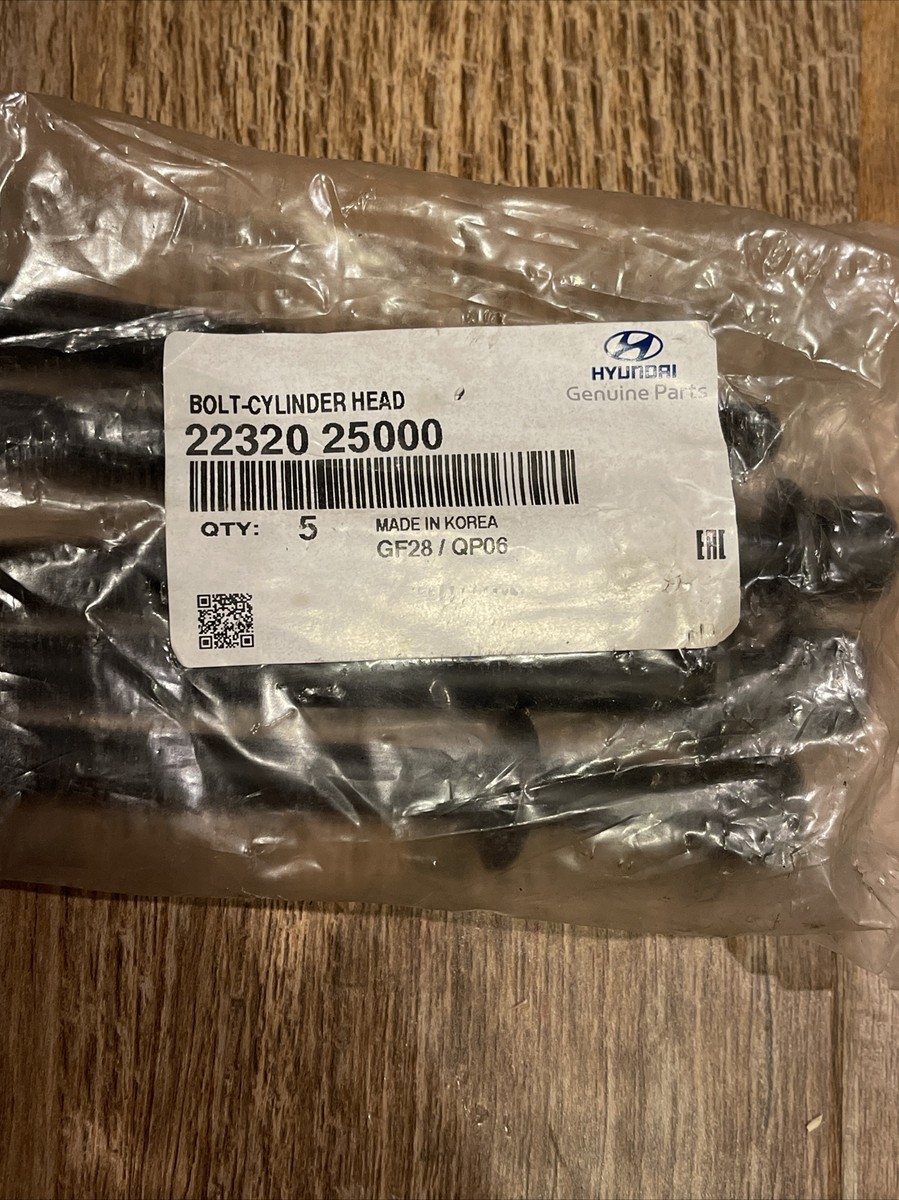 HYUNDAI
Genuine Parts
BOLT-CYLINDER HEAD
22320 25000
QTY: 5 MADE IN KOREA
GF28 / QP06
EAC